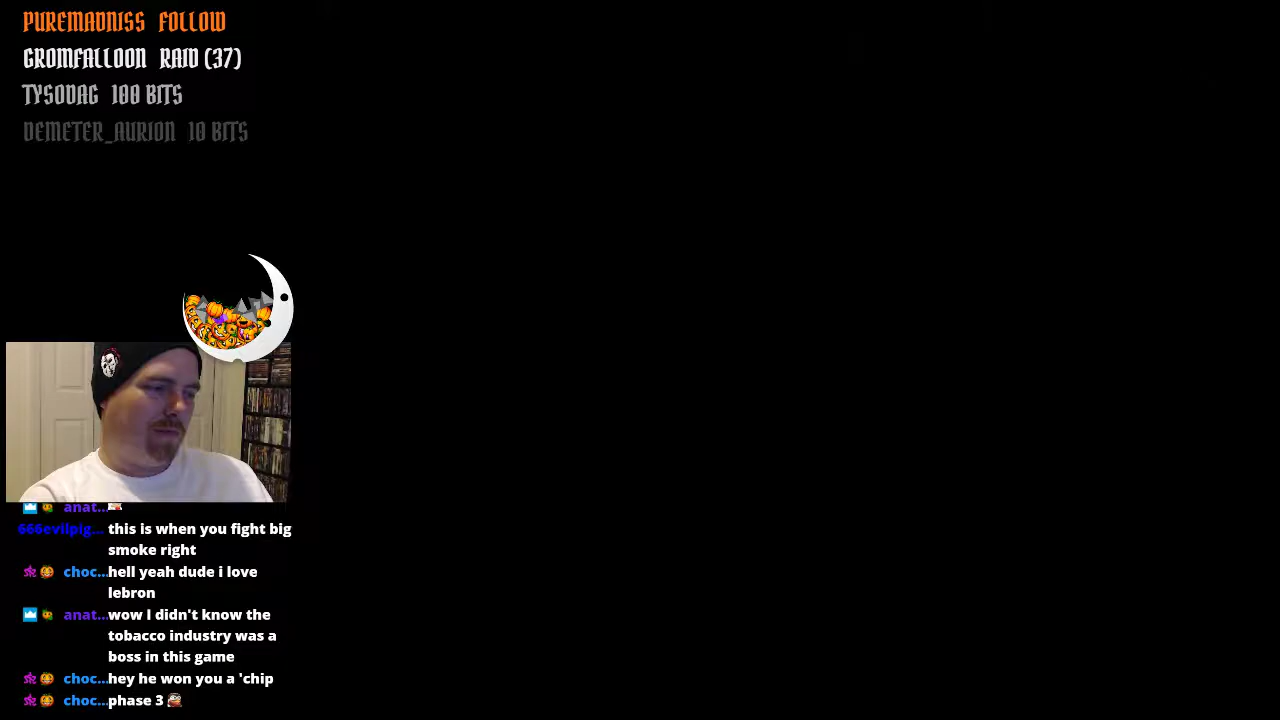 PUREMADNISS FOLLOW
GROMFALLOON RAID (37)
TYSODAG 100 BITS
DEMETER_AURION 10 BITS
anat...
666evilpig... this is when you fight big
smoke right
choc... hell yeah dude i love
lebron
anat... wow I didn't know the
tobacco industry was a
boss in this game
choc... hey he won you a 'chip
choc... phase 3